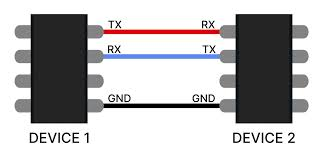 TX RX
RX TX
GND GND
DEVICE 1 DEVICE 2